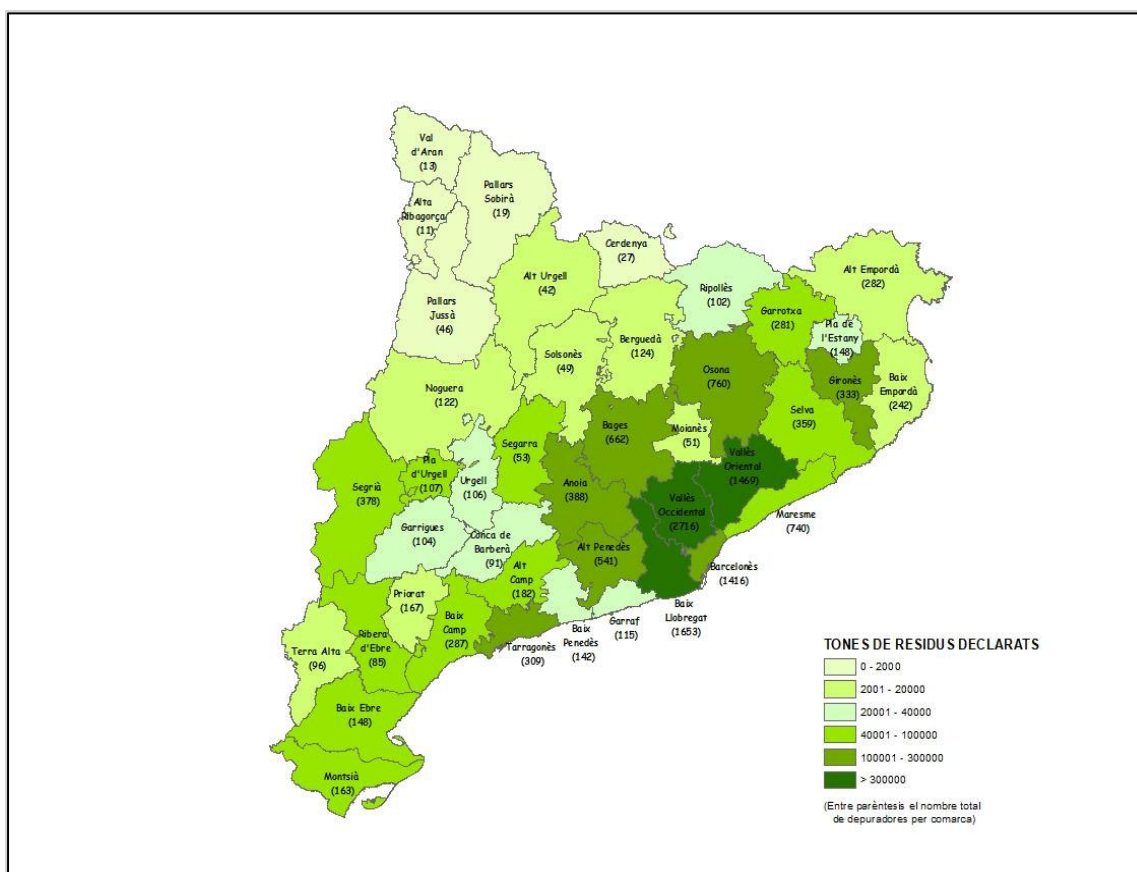 Val
d'Aran
(13)
Pallars
Sobirà
(19)
Alta
Ribagorça
(11)
Cerdenya
(27)
Alt Urgell
(42)
Ripollès
(102)
Alt Empordà
(282)
Pallars
Jussà
(46)
Garrotxa
(281)
Pla de
l'Estany
(148)
Berguedà
(124)
Solsonès
(49)
Osona
(760)
Gironès
(333)
Baix
Empordà
(242)
Noguera
(122)
Selva
(359)
Bages
(662)
Moianès
(51)
Segarra
(53)
Vallès
Oriental
(1469)
Pla
d'Urgell
(107)
Urgell
(106)
Segrià
(378)
Anoia
(388)
Vallès
Occidental
(2716)
Maresme
(740)
Garrigues
(104)
Conca de
Barberà
(91)
Alt Penedès
(541)
Barcelonès
(1416)
Alt
Camp
(182)
Priorat
(167)
Baix
Camp
(287)
Baix
Llobregat
(1653)
Garraf
(115)
Baix
Penedès
(142)
Tarragonès
(309)
Ribera
d'Ebre
(85)
Terra Alta
(96)
Baix Ebre
(148)
Montsià
(163)
TONES DE RESIDUS DECLARATS
0 - 2000
2001 - 20000
20001 - 40000
40001 - 100000
100001 - 300000
> 300000
(Entre parèntesis el nombre total
de depuradores per comarca)